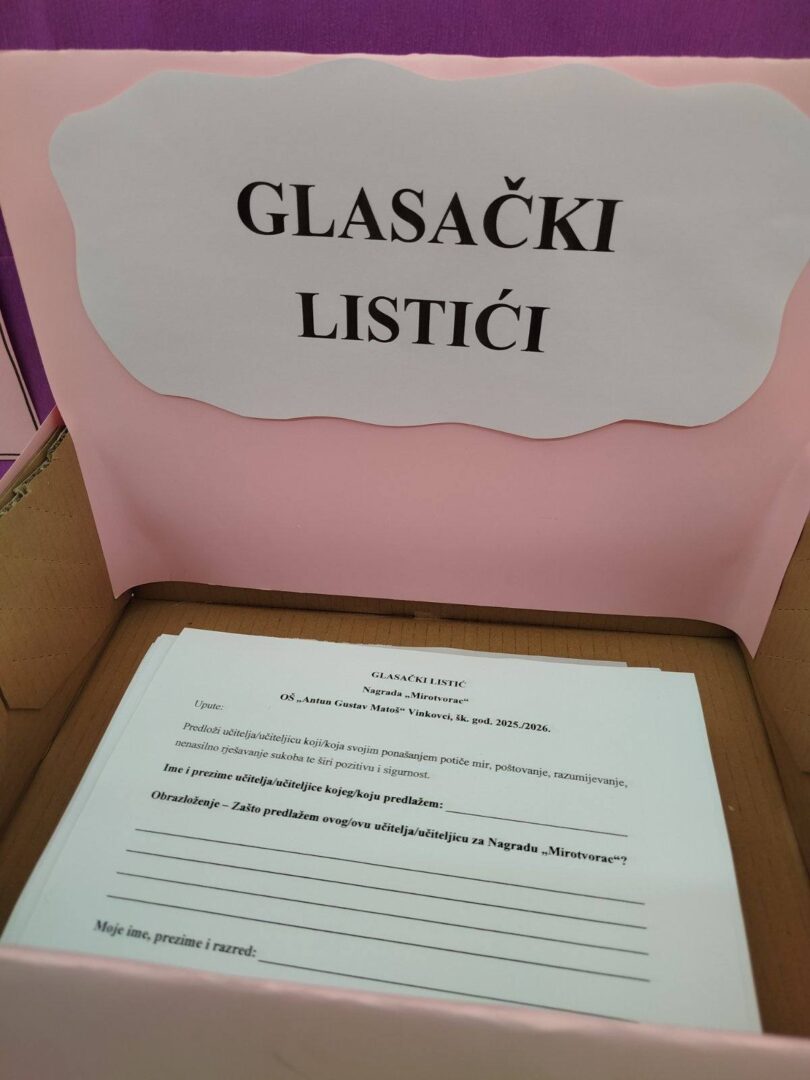 GLASAČKI
LISTIĆI
GLASAČKI LISTIĆ
Nagrada „Mirotvorac“
OŠ „Antun Gustav Matoš“ Vinkovci, šk. god. 2025./2026.
Upute:
Predloži učitelja/učiteljicu koji/koja svojim ponašanjem potiče mir, poštovanje, razumijevanje,
nenasilno rješavanje sukoba te širi pozitivu i sigurnost.
Ime i prezime učitelja/učiteljice kojeg/koju predlažem:
Obrazloženje – Zašto predlažem ovog/ovu učitelja/učiteljicu za Nagradu „Mirotvorac“?
Moje ime, prezime i razred: